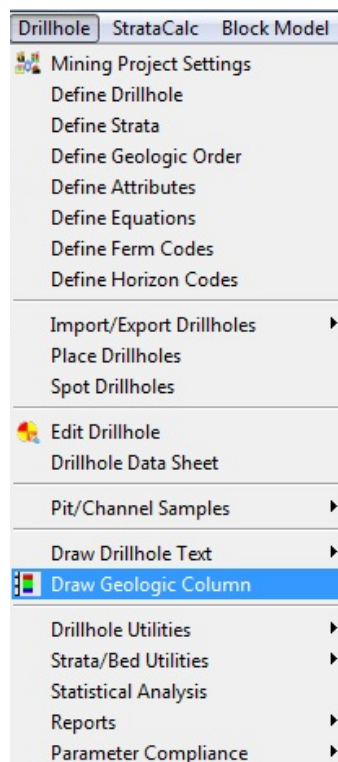 Drillhole StrataCalc Block Model
Mining Project Settings
Define Drillhole
Define Strata
Define Geologic Order
Define Attributes
Define Equations
Define Ferm Codes
Define Horizon Codes
Import/Export Drillholes
Place Drillholes
Spot Drillholes
Edit Drillhole
Drillhole Data Sheet
Pit/Channel Samples
Draw Drillhole Text
Draw Geologic Column
Drillhole Utilities
Strata/Bed Utilities
Statistical Analysis
Reports
Parameter Compliance